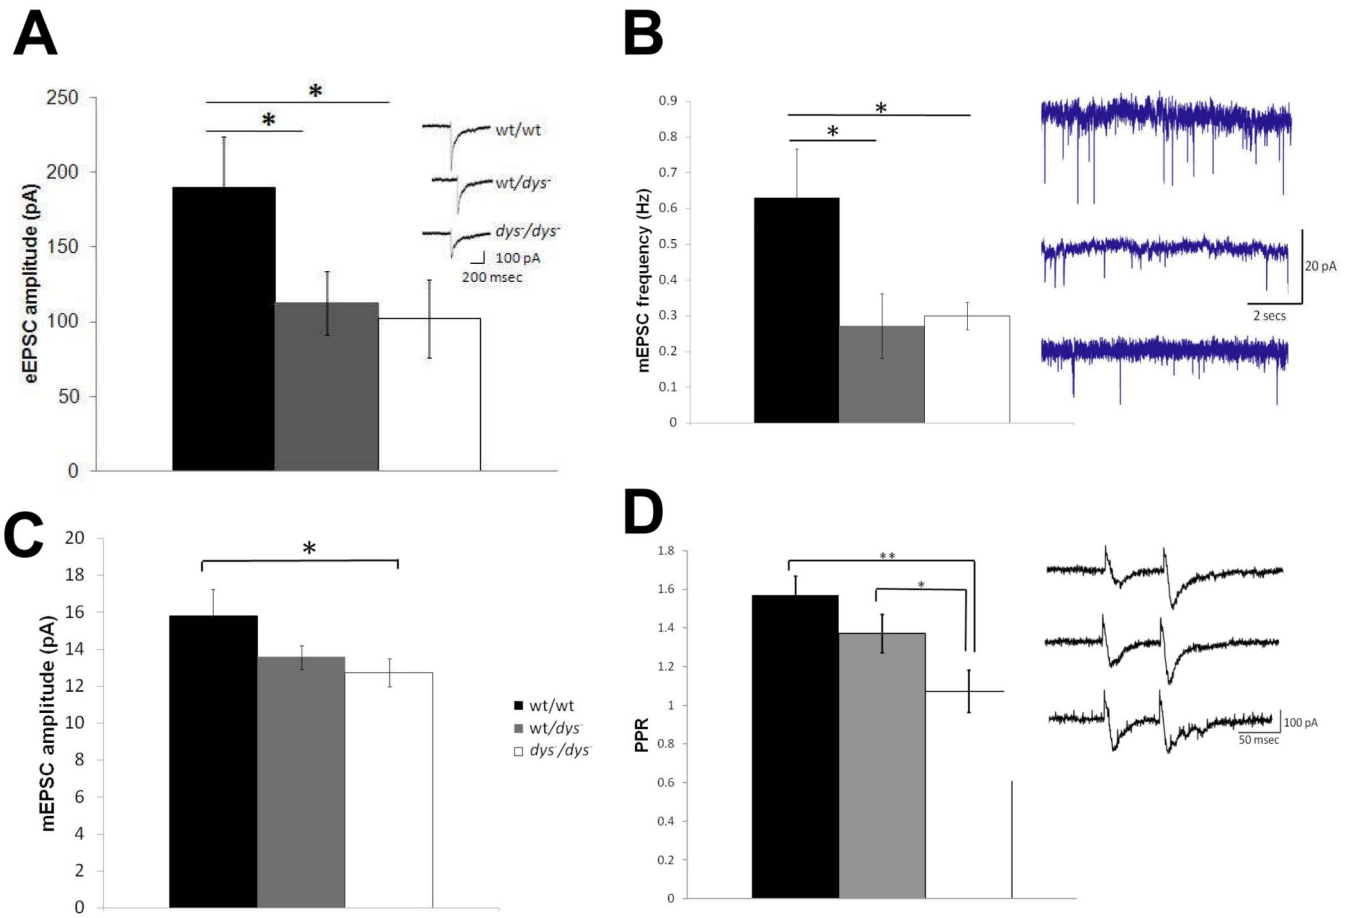 A
eEPSC amplitude (pA)
250
200
150
100
50
0
*
*
wt/wt
wt/dys-
dys-/dys-
100 pA
200 msec
B
mEPSC frequency (Hz)
0.9
0.8
0.7
0.6
0.5
0.4
0.3
0.2
0.1
0
*
*
20 pA
2 secs
C
mEPSC amplitude (pA)
20
18
16
14
12
10
8
6
4
2
0
*
wt/wt
wt/dys-
dys-/dys-
D
PPR
1.8
1.6
1.4
1.2
1
0.8
0.6
0.4
0.2
0
**
*
100 pA
50 msec